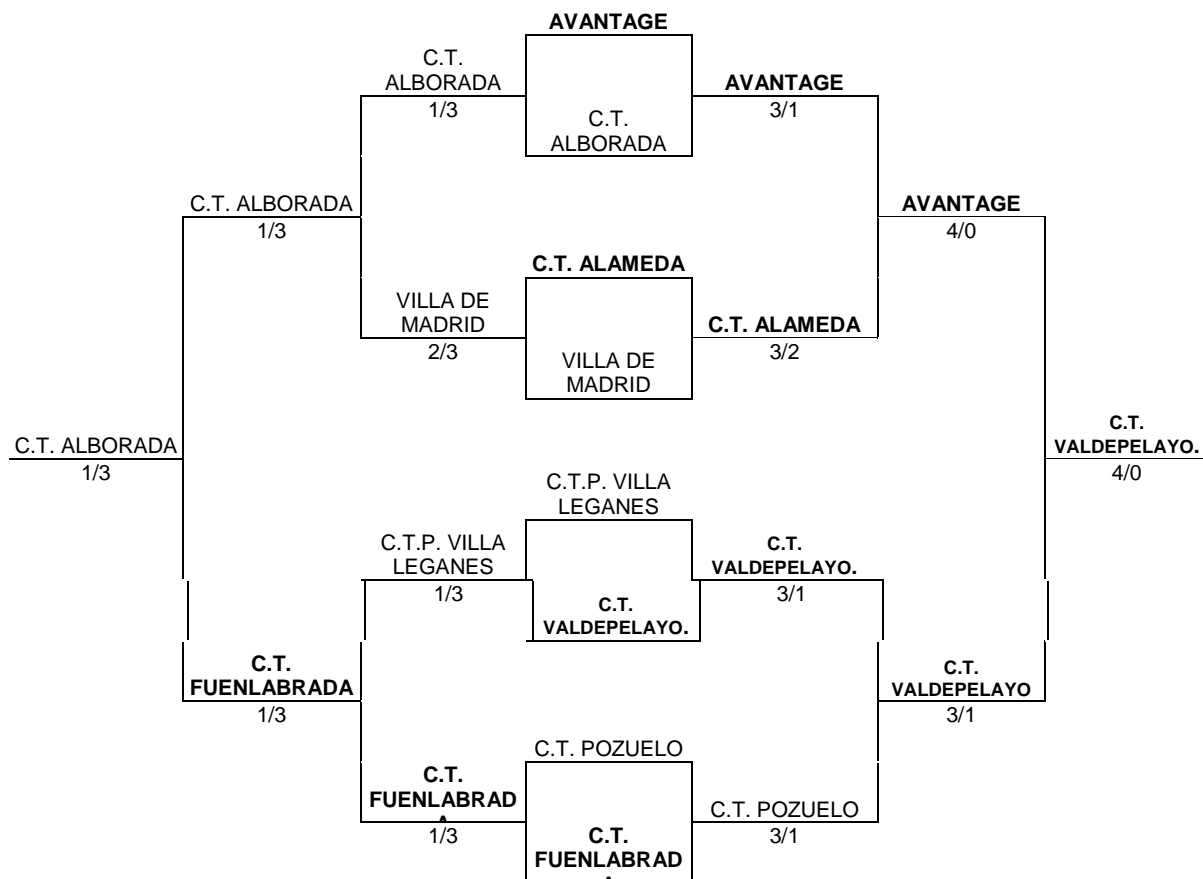 AVANTAGE
C.T.
ALBORADA
1/3
AVANTAGE
3/1
C.T.
ALBORADA
C.T. ALBORADA
1/3
AVANTAGE
4/0
C.T. ALAMEDA
VILLA DE
MADRID
2/3
C.T. ALAMEDA
3/2
VILLA DE
MADRID
C.T. ALBORADA
1/3
C.T.
VALDEPELAYO.
4/0
C.T.P. VILLA
LEGANES
C.T.P. VILLA
LEGANES
1/3
C.T.
VALDEPELAYO.
3/1
C.T.
VALDEPELAYO.
C.T.
FUENLABRADA
1/3
C.T.
VALDEPELAYO
3/1
C.T. POZUELO
C.T.
FUENLABRAD
A
1/3
C.T. POZUELO
3/1
C.T.
FUENLABRAD
A